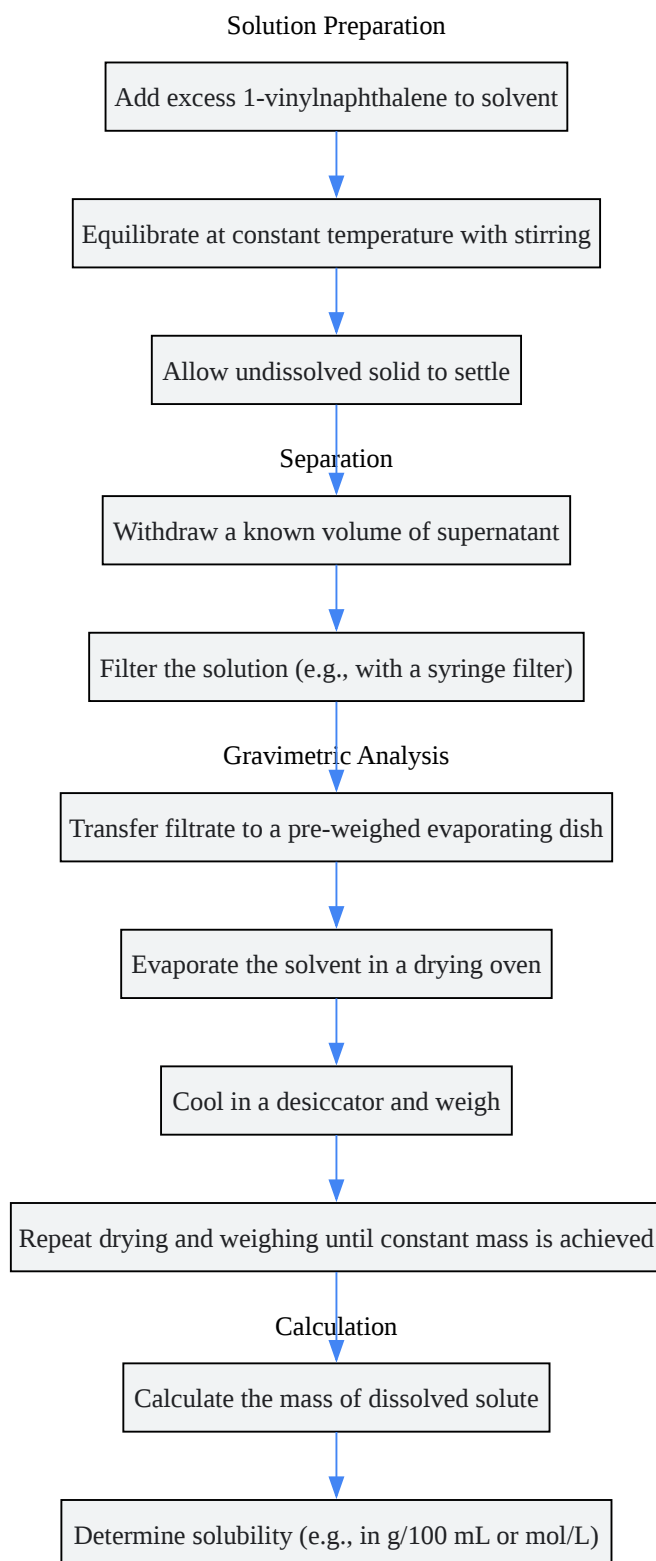 Solution Preparation
Add excess 1-vinylnaphthalene to solvent
Equilibrate at constant temperature with stirring
Allow undissolved solid to settle
Separation
Withdraw a known volume of supernatant
Filter the solution (e.g., with a syringe filter)
Gravimetric Analysis
Transfer filtrate to a pre-weighed evaporating dish
Evaporate the solvent in a drying oven
Cool in a desiccator and weigh
Repeat drying and weighing until constant mass is achieved
Calculation
Calculate the mass of dissolved solute
Determine solubility (e.g., in g/100 mL or mol/L)